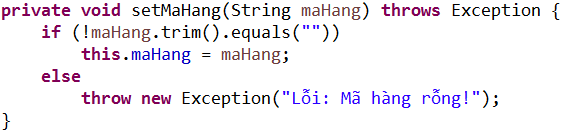 private void setMaHang(String maHang) throws Exception {
    if (!maHang.trim().equals(""))
        this.maHang = maHang;
    else
        throw new Exception("Lỗi: Mã hàng rỗng!");
}